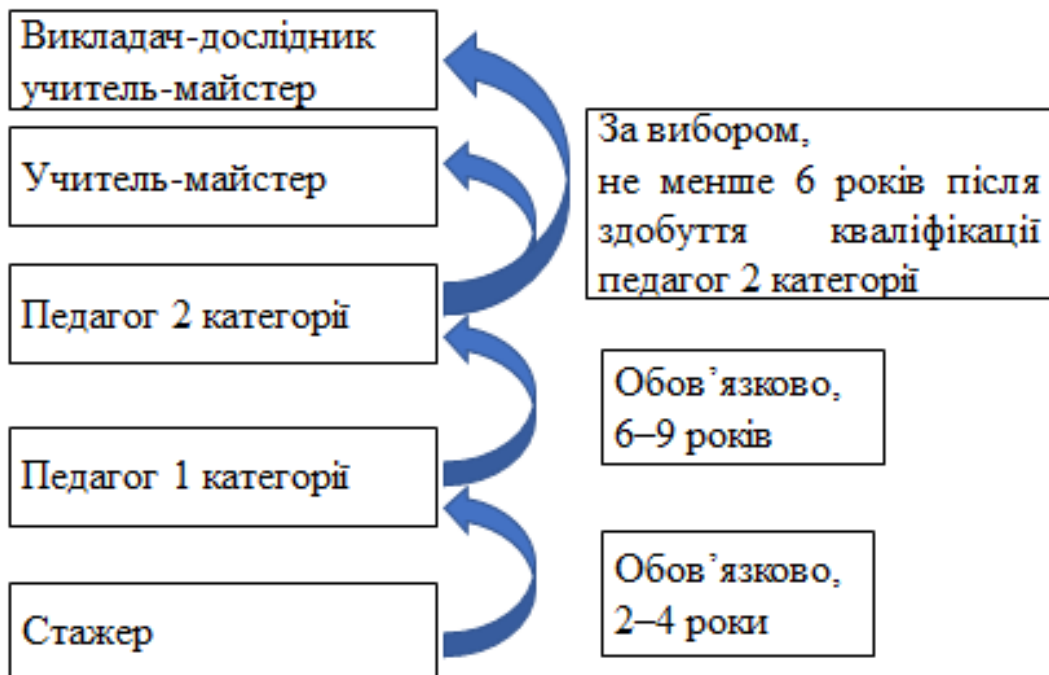 Викладач-дослідник
учитель-майстер
Учитель-майстер
За вибором,
не менше 6 років після
здобуття кваліфікації
педагог 2 категорії
Педагог 2 категорії
Обов’язково,
6–9 років
Педагог 1 категорії
Обов’язково,
2–4 роки
Стажер